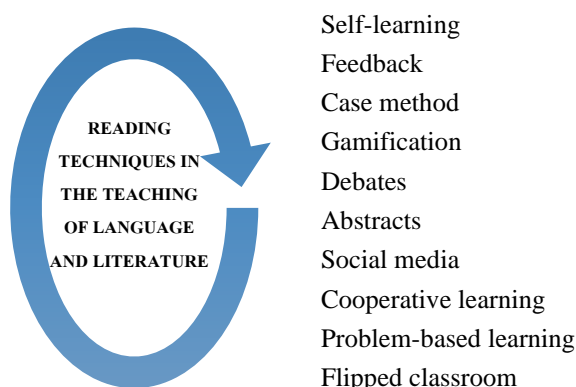 READING
TECHNIQUES IN
THE TEACHING
OF LANGUAGE
AND LITERATURE
Self-learning
Feedback
Case method
Gamification
Debates
Abstracts
Social media
Cooperative learning
Problem-based learning
Flipped classroom